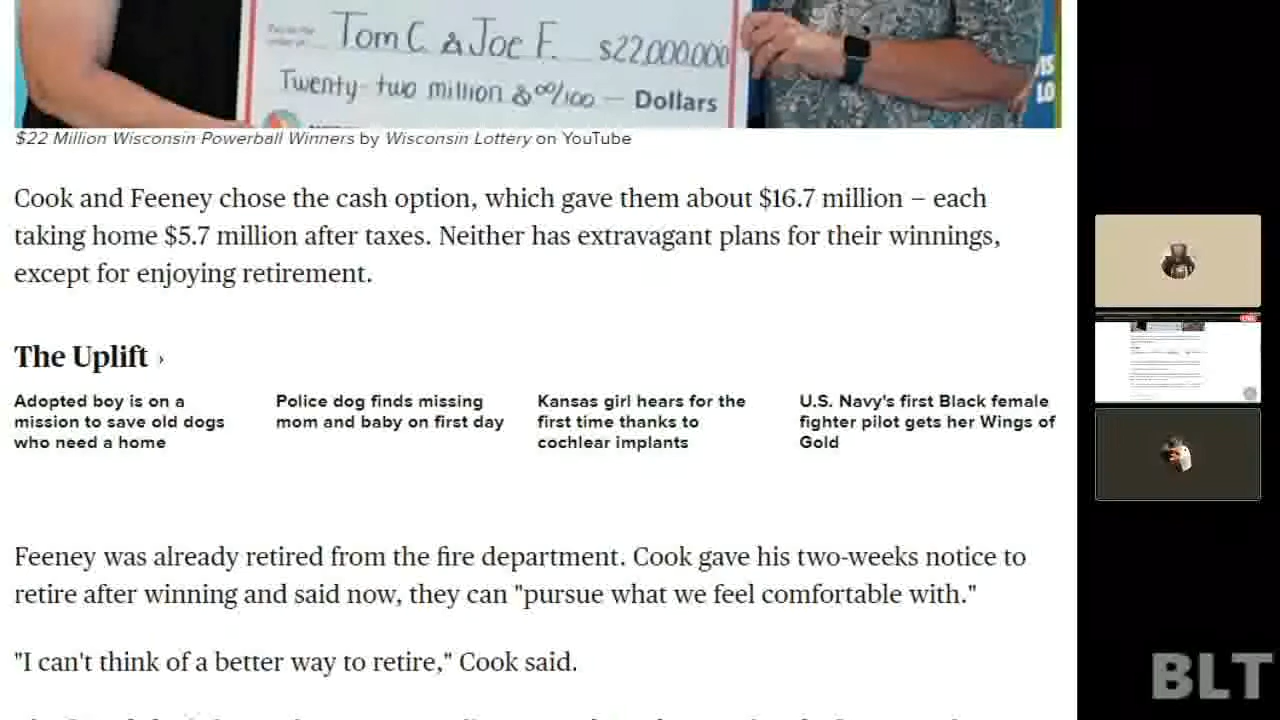 Tom C. & Joe F. $22,000,000
Twenty-two million & 00/100 — Dollars
$22 Million Wisconsin Powerball Winners by Wisconsin Lottery on YouTube
Cook and Feeney chose the cash option, which gave them about $16.7 million – each
taking home $5.7 million after taxes. Neither has extravagant plans for their winnings,
except for enjoying retirement.
The Uplift ›
Adopted boy is on a
mission to save old dogs
who need a home
Police dog finds missing
mom and baby on first day
Kansas girl hears for the
first time thanks to
cochlear implants
U.S. Navy's first Black female
fighter pilot gets her Wings of
Gold
Feeney was already retired from the fire department. Cook gave his two-weeks notice to
retire after winning and said now, they can "pursue what we feel comfortable with."
"I can't think of a better way to retire," Cook said.
BLT